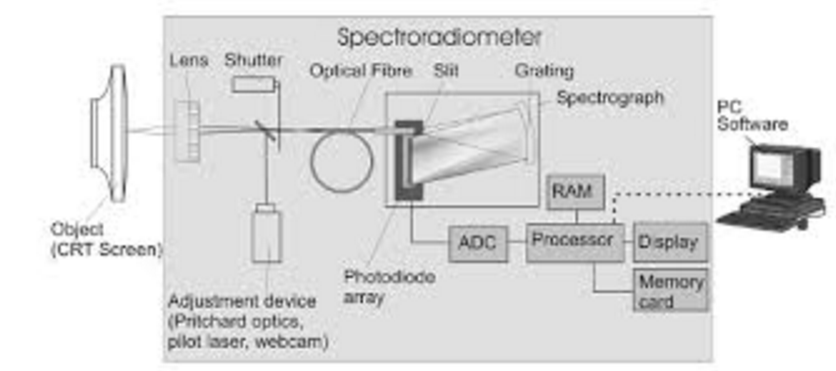 Spectroradiometer
Lens
Shutter
Optical Fibre
Slit
Grating
Spectrograph
PC
Software
Object
(CRT Screen)
RAM
ADC
Processor
Display
Photodiode
array
Memory
card
Adjustment device
(Pritchard optics,
pilot laser, webcam)